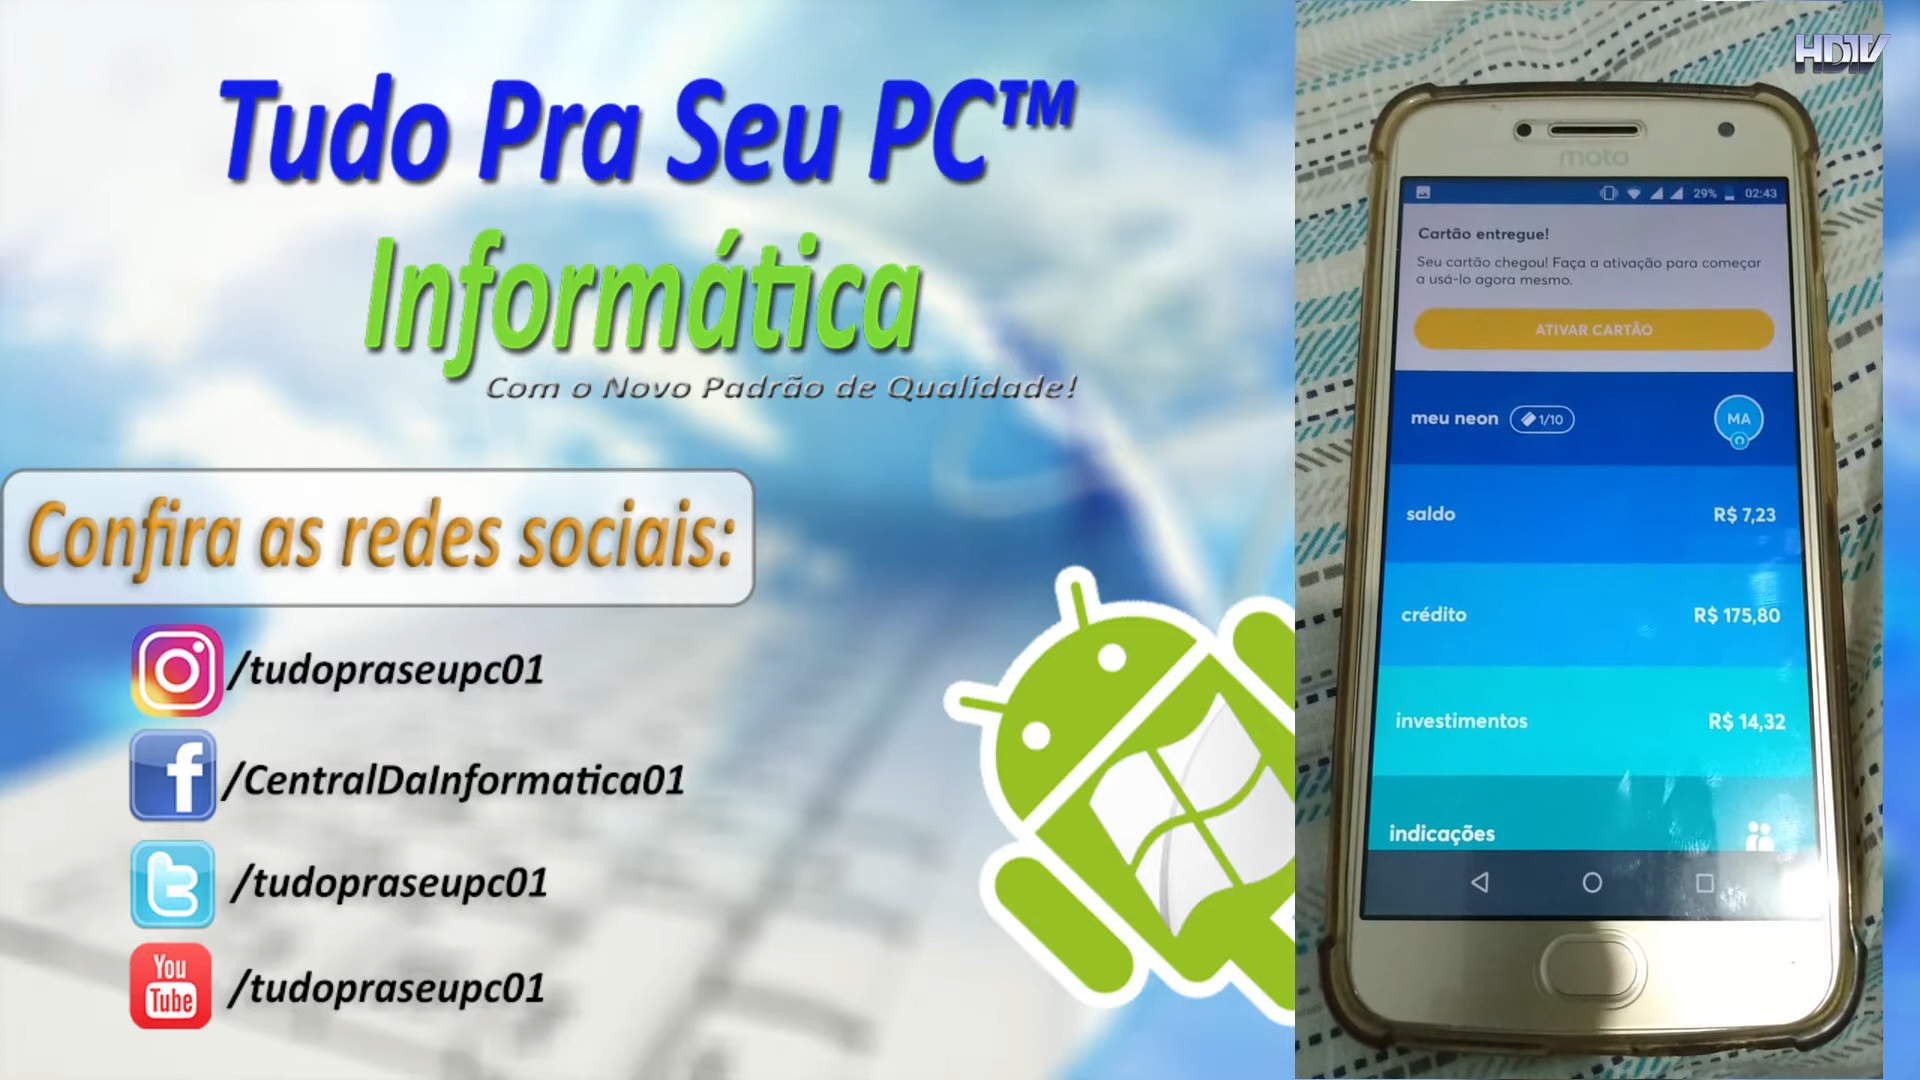 Tudo Pra Seu PC™
Informática
Com o Novo Padrão de Qualidade!
Confira as redes sociais:
/tudopraseupc01
/CentralDaInformatica01
/tudopraseupc01
You
Tube
/tudopraseupc01
HDTV
moto
29% 02:43
Cartão entregue!
Seu cartão chegou! Faça a ativação para começar
a usá-lo agora mesmo.
ATIVAR CARTÃO
meu neon 1/10 MA
saldo R$ 7,23
crédito R$ 175,80
investimentos R$ 14,32
indicações